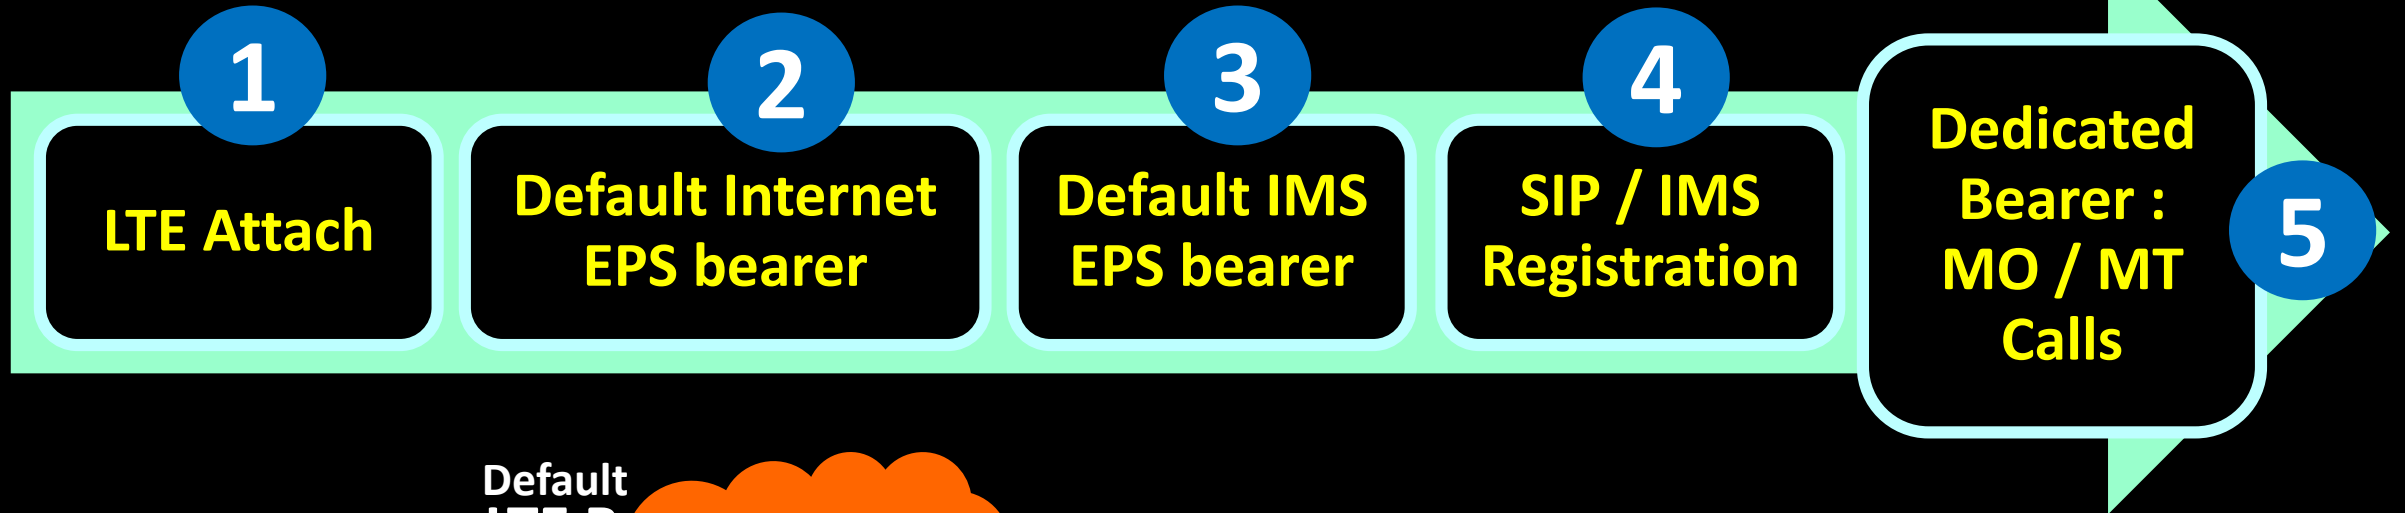 1
LTE Attach
2
Default Internet
EPS bearer
3
Default IMS
EPS bearer
4
SIP / IMS
Registration
Dedicated
Bearer :
MO / MT
Calls
5
Default
LTE